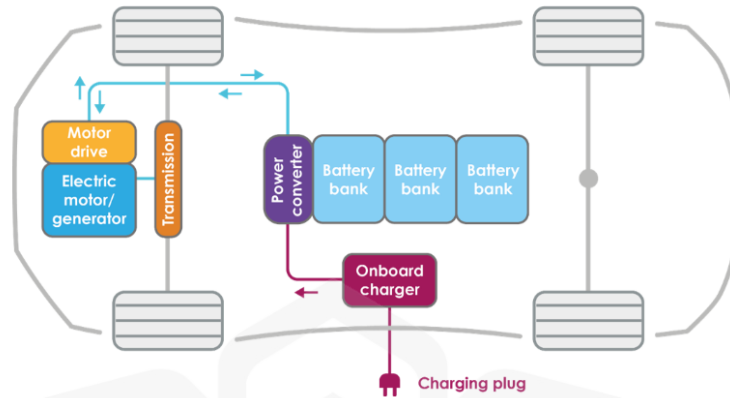 Motor
drive
Electric
motor/
generator
Transmission
Power
converter
Battery
bank
Battery
bank
Battery
bank
Onboard
charger
Charging plug